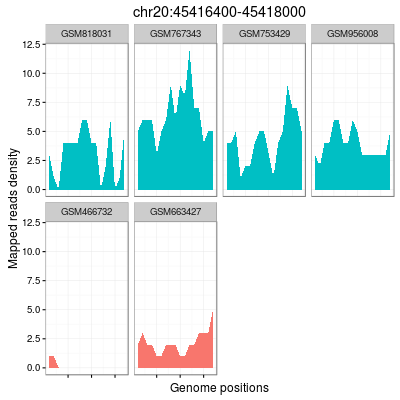 chr20:45416400-45418000
GSM818031 GSM767343 GSM753429 GSM956008
12.5
10.0
7.5
5.0
2.5
0.0
Mapped reads density
GSM466732 GSM663427
12.5
10.0
7.5
5.0
2.5
0.0
Genome positions